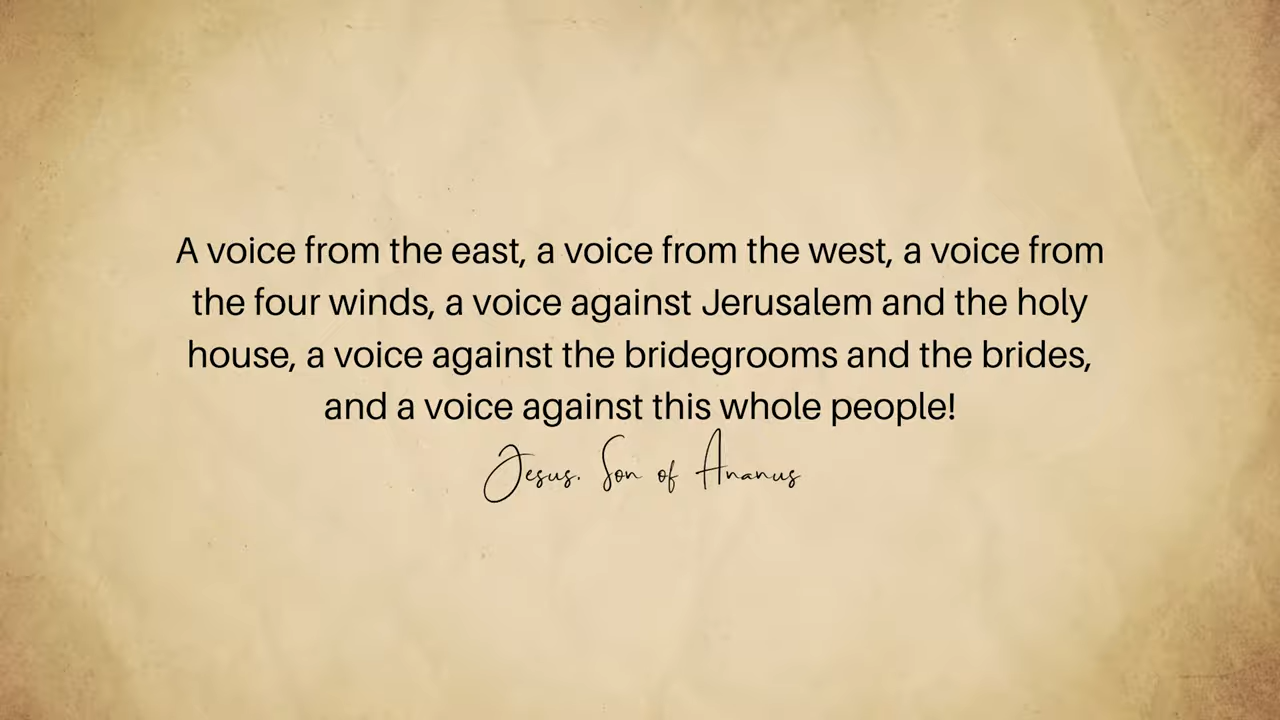 A voice from the east, a voice from the west, a voice from
the four winds, a voice against Jerusalem and the holy
house, a voice against the bridegrooms and the brides,
and a voice against this whole people!
Jesus. Son of Ananus